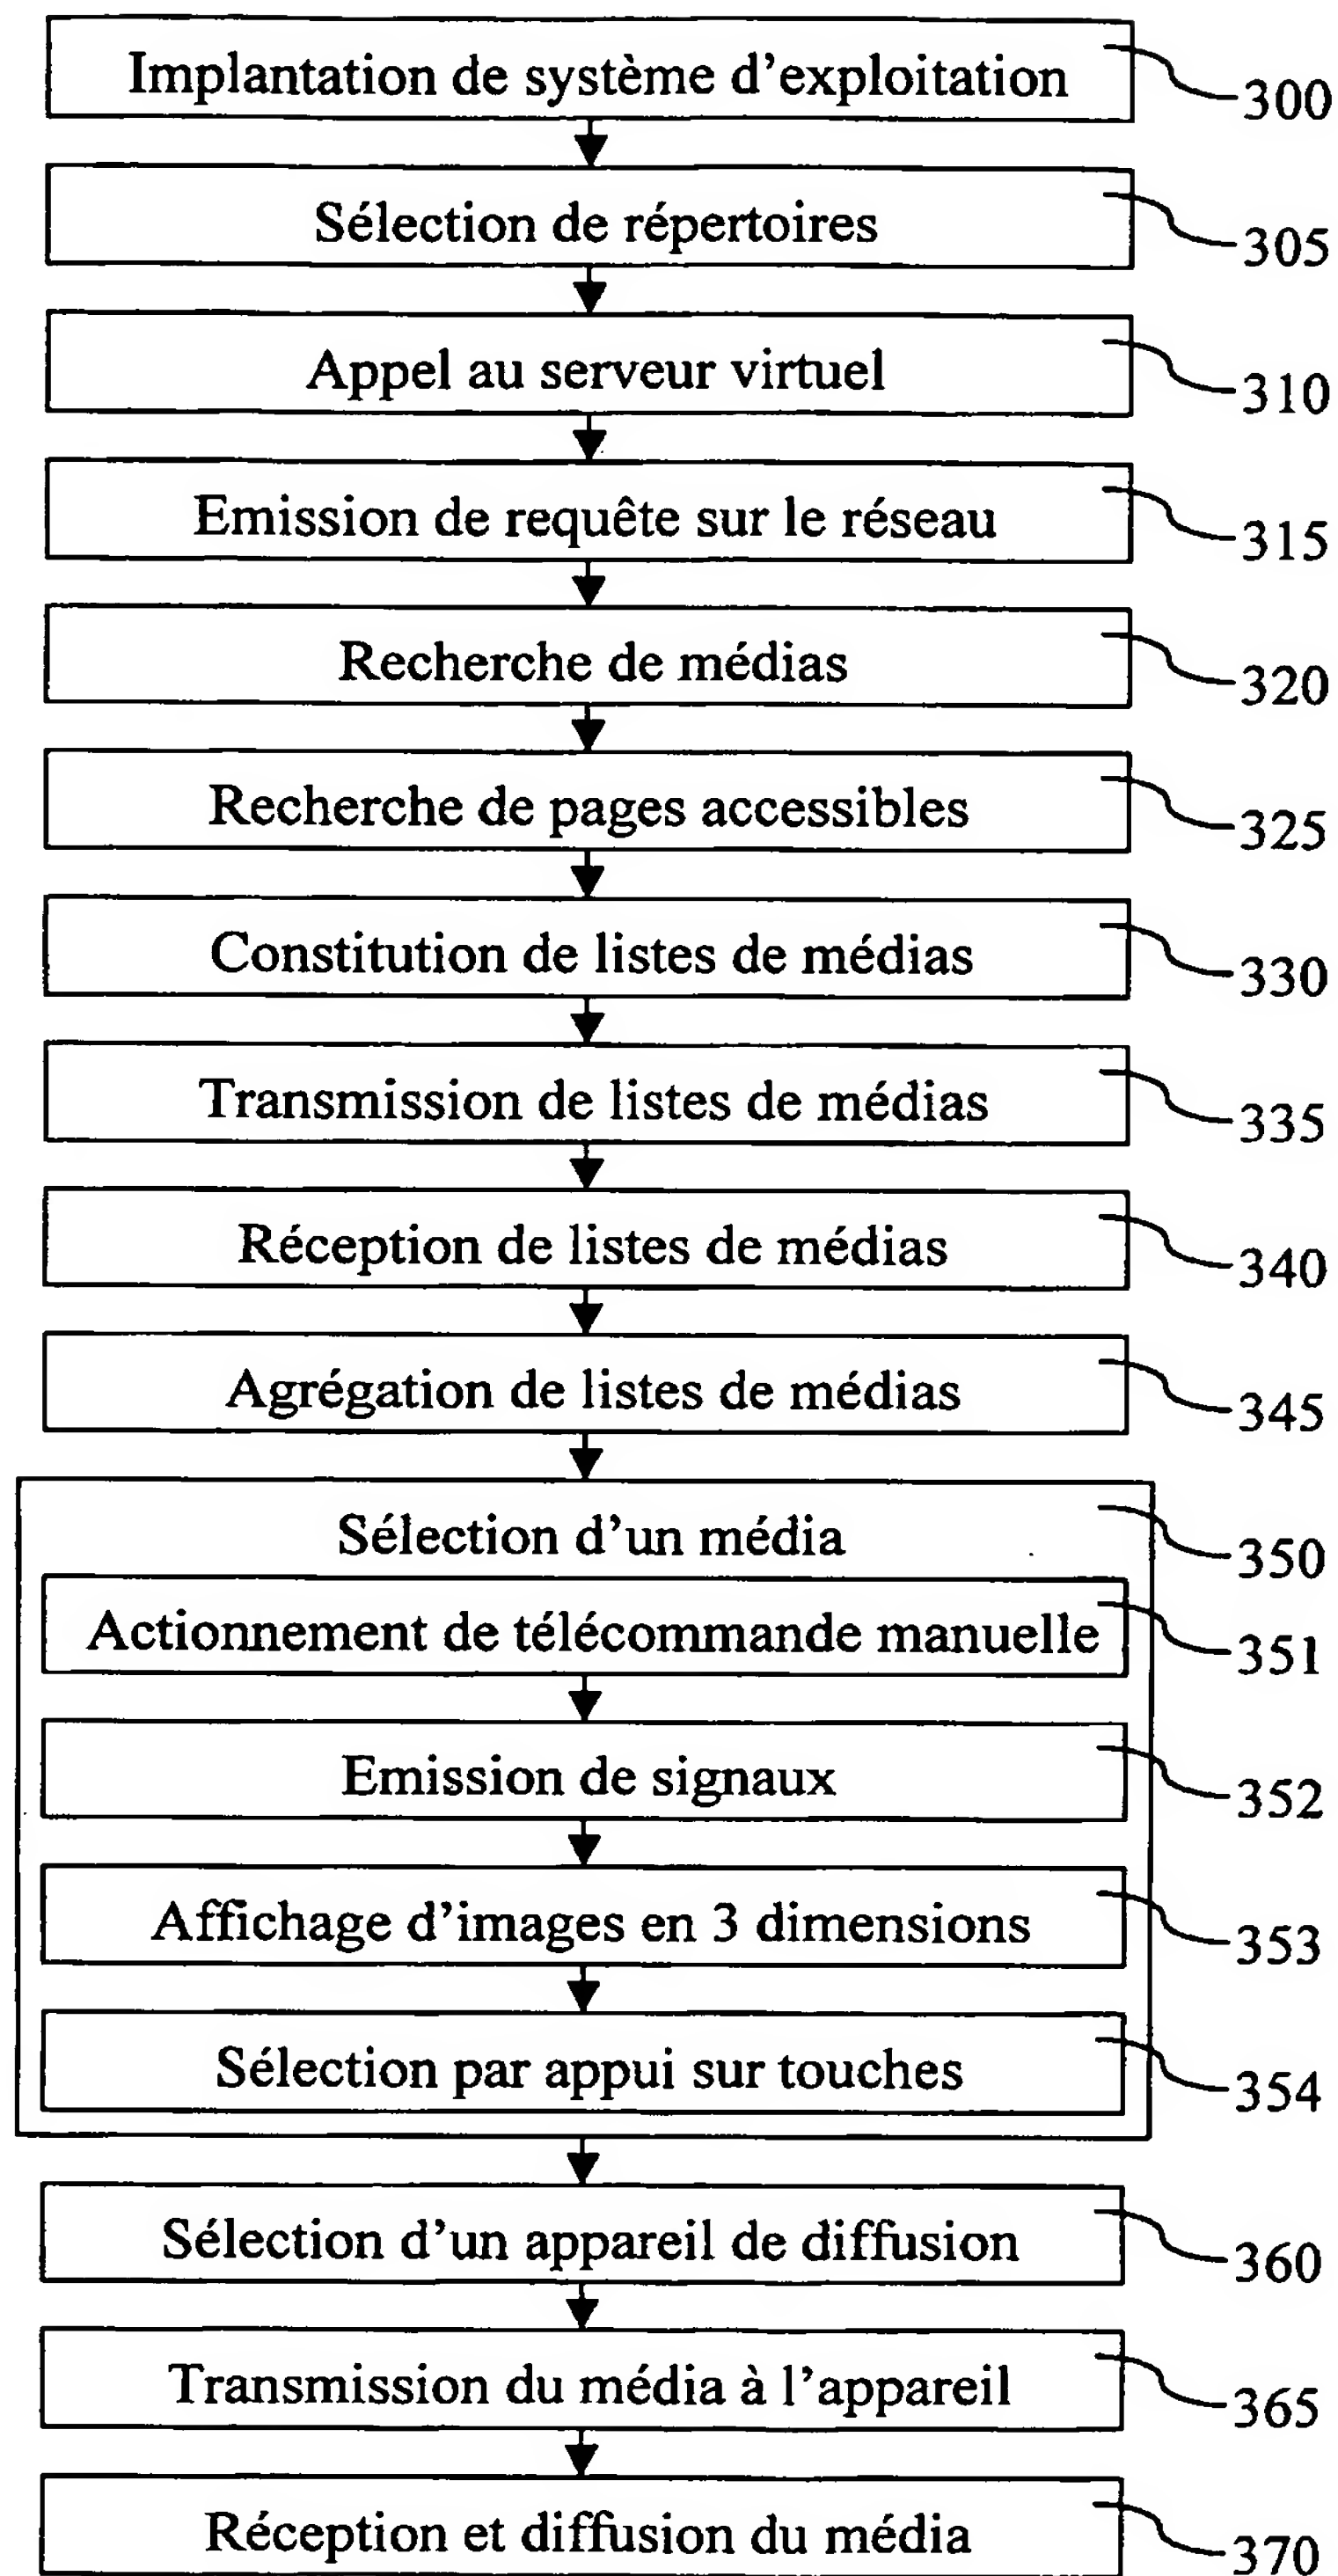 Implantation de système d'exploitation
300
Sélection de répertoires
305
Appel au serveur virtuel
310
Emission de requête sur le réseau
315
Recherche de médias
320
Recherche de pages accessibles
325
Constitution de listes de médias
330
Transmission de listes de médias
335
Réception de listes de médias
340
Agrégation de listes de médias
345
Sélection d'un média
350
Actionnement de télécommande manuelle
351
Emission de signaux
352
Affichage d'images en 3 dimensions
353
Sélection par appui sur touches
354
Sélection d'un appareil de diffusion
360
Transmission du média à l'appareil
365
Réception et diffusion du média
370